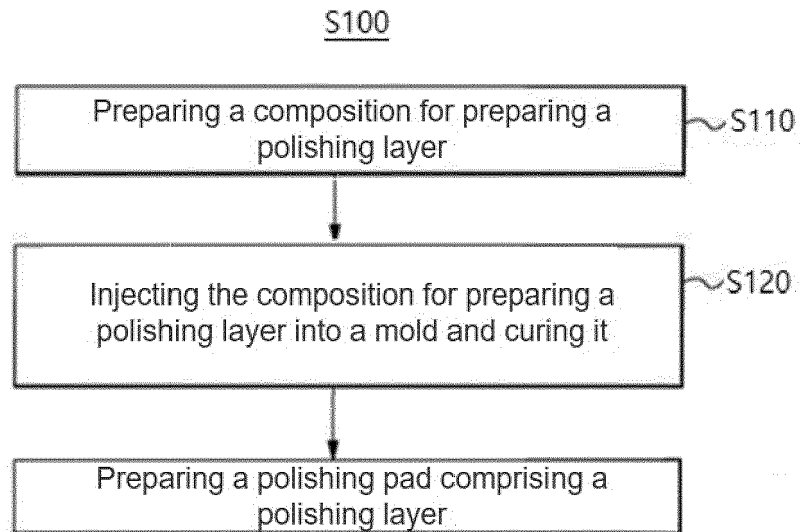 S100
Preparing a composition for preparing a
polishing layer
S110
Injecting the composition for preparing a
polishing layer into a mold and curing it
S120
Preparing a polishing pad comprising a
polishing layer